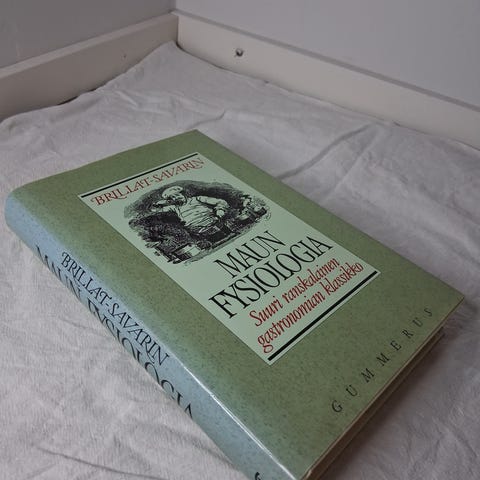 BRILLAT-SAVARIN
MAUN
FYSIOLOGIA
Suuri ranskalainen
gastronomian klassikko
GUMMERUS
BRILLAT-SAVARIN
MAUN FYSIOLOGIA